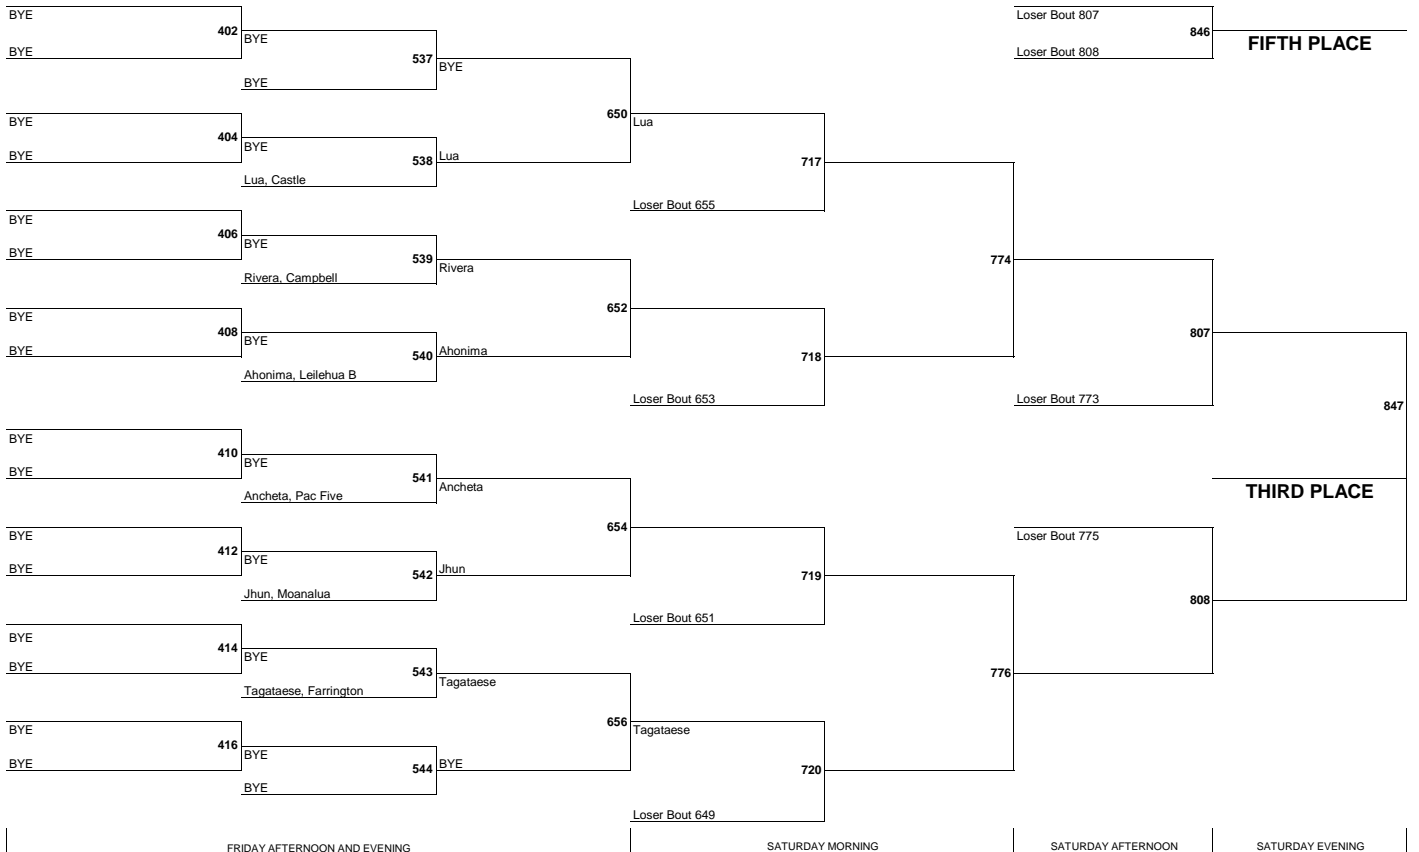 BYE
402
BYE
BYE
537
BYE
BYE
650
BYE
404
BYE
BYE
538
Lua
Lua, Castle
Lua
717
Loser Bout 655
BYE
406
BYE
BYE
539
Rivera
Rivera, Campbell
652
BYE
408
BYE
BYE
540
Ahonima
Ahonima, Leilehua B
718
Loser Bout 653
774
807
Loser Bout 773
Loser Bout 807
846
Loser Bout 808
FIFTH PLACE
847
THIRD PLACE
BYE
410
BYE
BYE
541
Ancheta
Ancheta, Pac Five
654
BYE
412
BYE
BYE
542
Jhun
Jhun, Moanalua
719
Loser Bout 651
Loser Bout 775
808
776
BYE
414
BYE
BYE
543
Tagataese
Tagataese, Farrington
656
Tagataese
BYE
416
BYE
BYE
544
BYE
BYE
720
Loser Bout 649
FRIDAY AFTERNOON AND EVENING
SATURDAY MORNING
SATURDAY AFTERNOON
SATURDAY EVENING